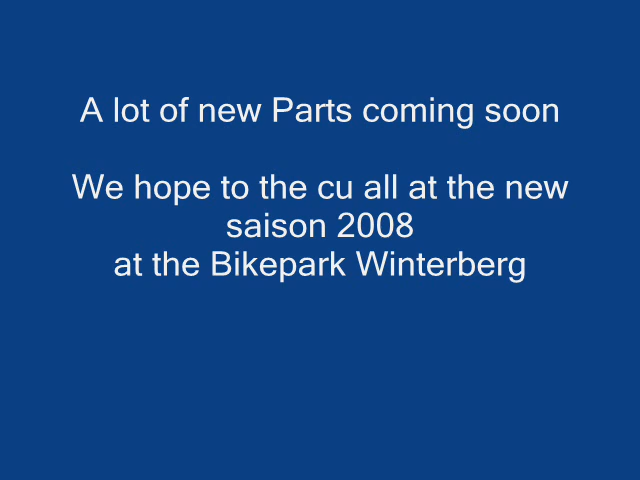 A lot of new Parts coming soon
We hope to the cu all at the new
saison 2008
at the Bikepark Winterberg